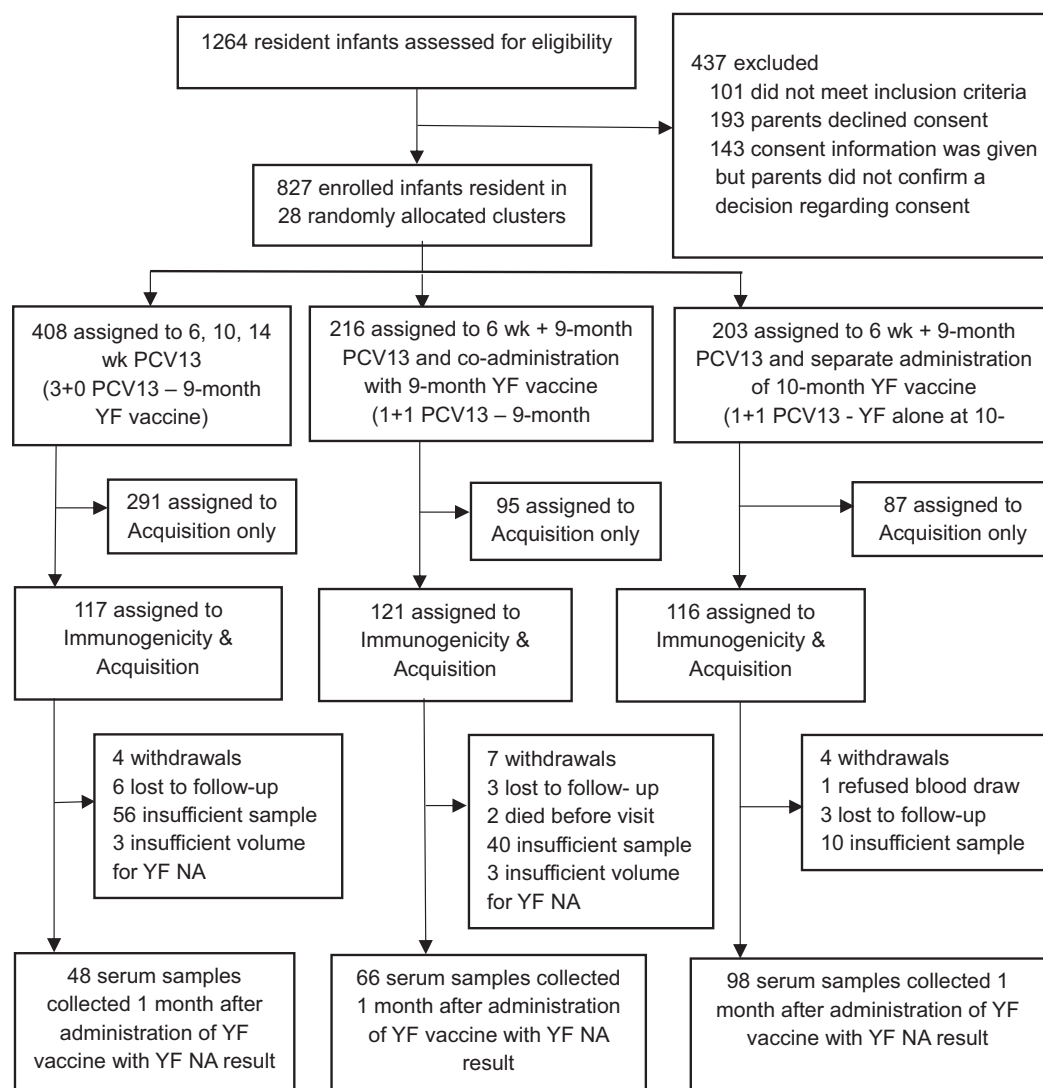 1264 resident infants assessed for eligibility
437 excluded
101 did not meet inclusion criteria
193 parents declined consent
143 consent information was given
but parents did not confirm a
decision regarding consent
827 enrolled infants resident in
28 randomly allocated clusters
408 assigned to 6, 10, 14
wk PCV13
(3+0 PCV13 – 9-month
YF vaccine)
216 assigned to 6 wk + 9-month
PCV13 and co-administration
with 9-month YF vaccine
(1+1 PCV13 – 9-month
203 assigned to 6 wk + 9-month
PCV13 and separate administration
of 10-month YF vaccine
(1+1 PCV13 - YF alone at 10-
291 assigned to
Acquisition only
95 assigned to
Acquisition only
87 assigned to
Acquisition only
117 assigned to
Immunogenicity &
Acquisition
121 assigned to
Immunogenicity &
Acquisition
116 assigned to
Immunogenicity &
Acquisition
4 withdrawals
6 lost to follow-up
56 insufficient sample
3 insufficient volume
for YF NA
7 withdrawals
3 lost to follow- up
2 died before visit
40 insufficient sample
3 insufficient volume
for YF NA
4 withdrawals
1 refused blood draw
3 lost to follow-up
10 insufficient sample
48 serum samples
collected 1 month after
administration of YF
vaccine with YF NA result
66 serum samples collected
1 month after administration
of YF vaccine with YF NA
result
98 serum samples collected 1
month after administration of YF
vaccine with YF NA result